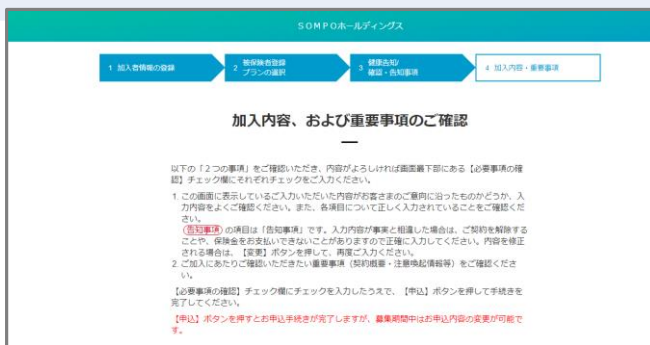 SOMPOホールディングス
1 加入者情報の登録
2 被保険者登録
プランの選択
3 健康告知/
確認・告知事項
4 加入内容・重要事項
加入内容、および重要事項のご確認
以下の「2つの事項」をご確認いただき、内容がよろしければ画面最下部にある【必要事項の確
認】チェック欄にそれぞれチェックをご入力ください。
1. この画面に表示しているご入力いただいた内容がお客さまのご意向に沿ったものかどうか、入
力内容をよくご確認ください。また、各項目について正しく入力されていることをご確認くだ
さい。
告知事項 の項目は「告知事項」です。入力内容が事実と相違した場合は、ご契約を解除する
ことや、保険金をお支払いできないことがありますので正確に入力してください。内容を修正
される場合は、【変更】ボタンを押して、再度ご入力ください。
2. ご加入にあたりご確認いただきたい重要事項（契約概要・注意喚起情報等）をご確認くださ
い。
【必要事項の確認】チェック欄にチェックを入力したうえで、【申込】ボタンを押して手続きを
完了してください。
【申込】ボタンを押すとお申込手続きが完了しますが、募集期間中はお申込内容の変更が可能で
す。